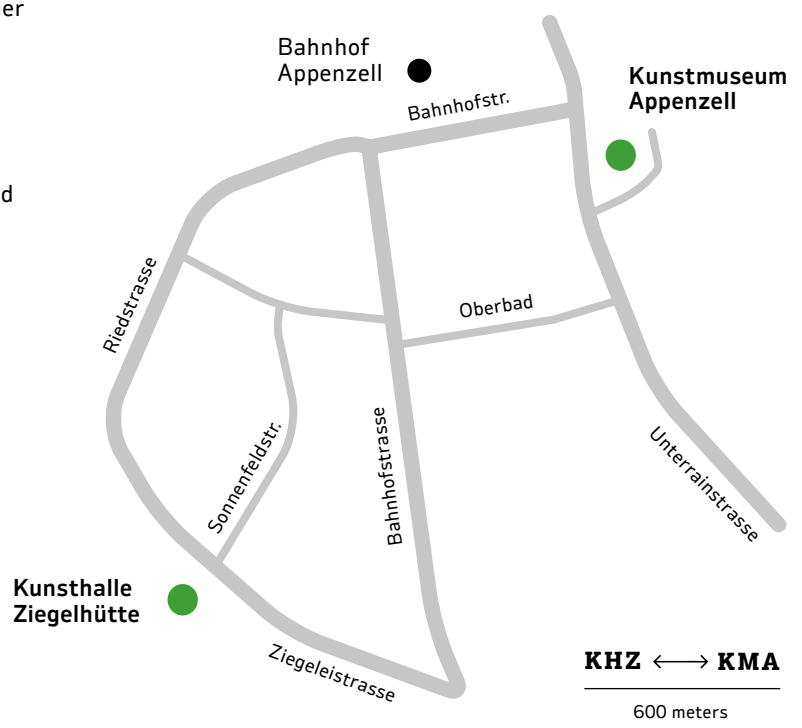 er
Bahnhof
Appenzell
Bahnhofstr.
Kunstmuseum
Appenzell
d
Riedstrasse
Oberbad
Sonnenfeldstr.
Bahnhofstrasse
Unterrainstrasse
Kunsthalle
Ziegelhütte
Ziegeleistrasse
KHZ ⟷ KMA
600 meters